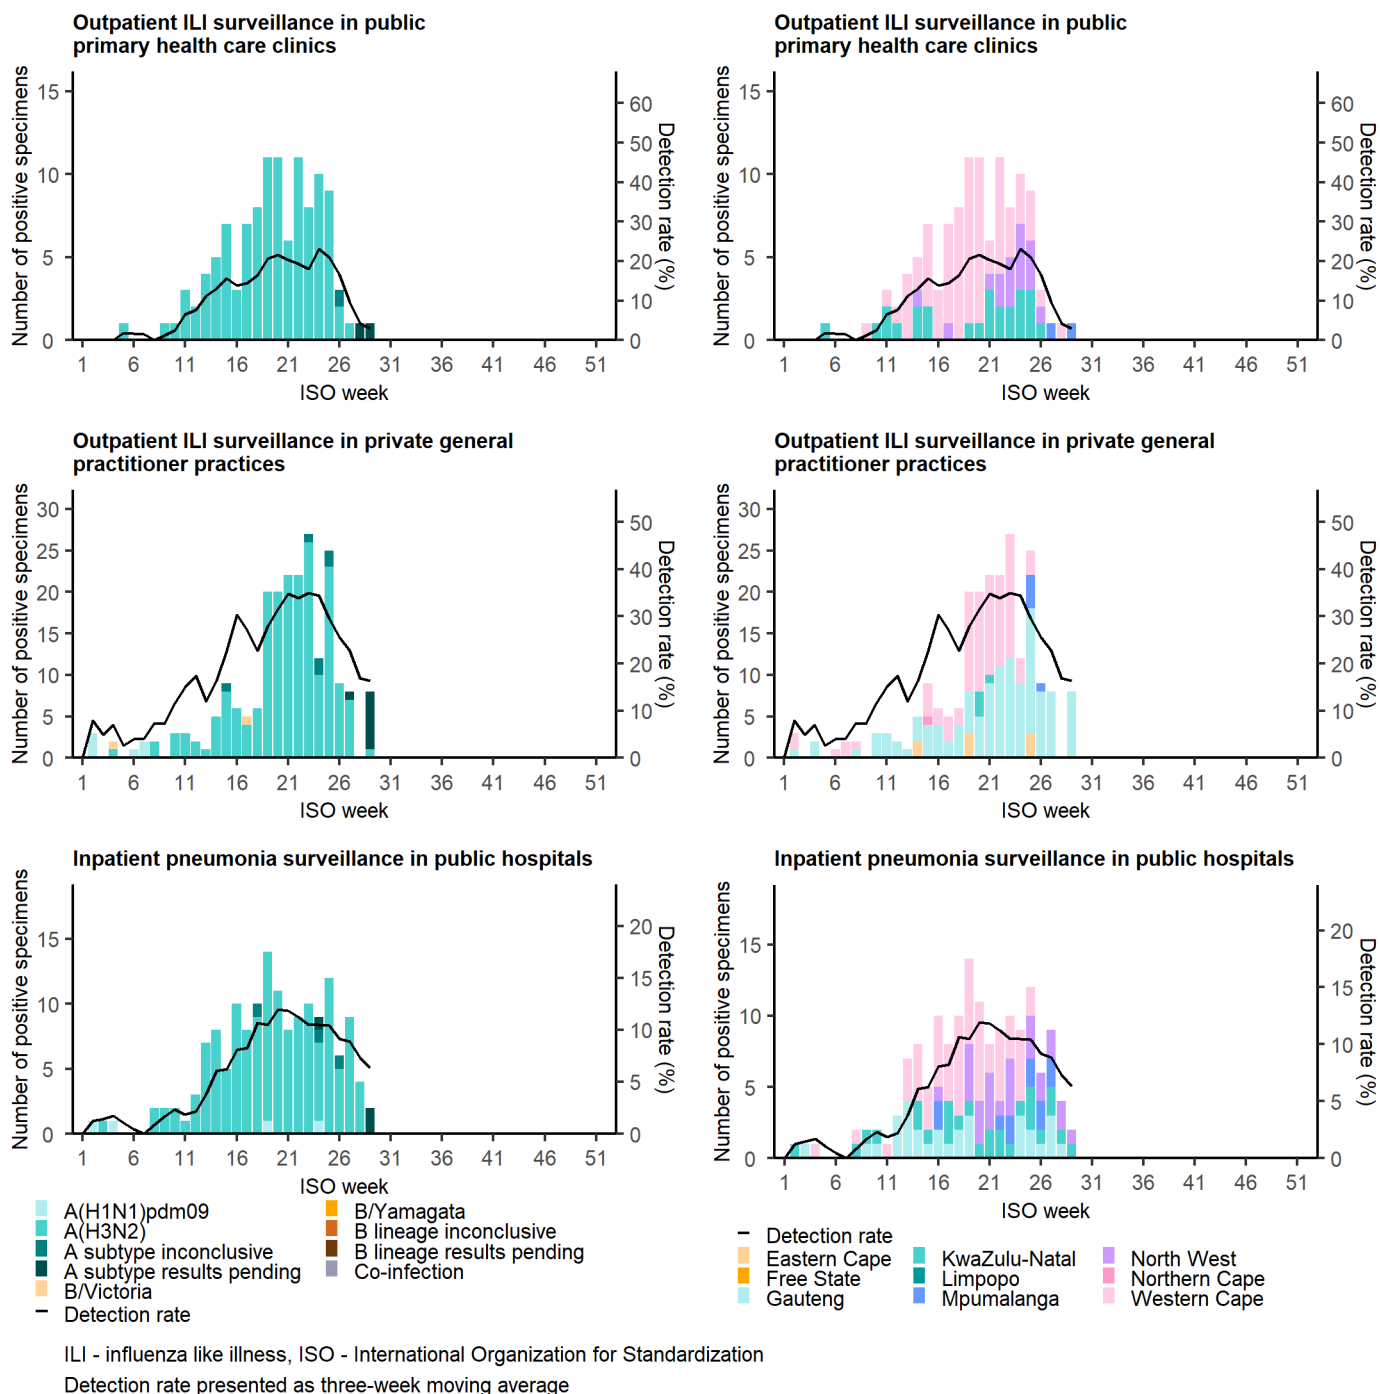 Outpatient ILI surveillance in public
primary health care clinics
Number of positive specimens
15
10
5
0
60
50
40
30
20
10
0
Detection rate (%)
1 6 11 16 21 26 31 36 41 46 51
ISO week
Outpatient ILI surveillance in public
primary health care clinics
Number of positive specimens
15
10
5
0
60
50
40
30
20
10
0
Detection rate (%)
1 6 11 16 21 26 31 36 41 46 51
ISO week
Outpatient ILI surveillance in private general
practitioner practices
Number of positive specimens
30
25
20
15
10
5
0
50
40
30
20
10
0
Detection rate (%)
1 6 11 16 21 26 31 36 41 46 51
ISO week
Outpatient ILI surveillance in private general
practitioner practices
Number of positive specimens
30
25
20
15
10
5
0
50
40
30
20
10
0
Detection rate (%)
1 6 11 16 21 26 31 36 41 46 51
ISO week
Inpatient pneumonia surveillance in public hospitals
Number of positive specimens
15
10
5
0
20
15
10
5
0
Detection rate (%)
1 6 11 16 21 26 31 36 41 46 51
ISO week
A(H1N1)pdm09
A(H3N2)
A subtype inconclusive
A subtype results pending
B/Victoria
Detection rate
B/Yamagata
B lineage inconclusive
B lineage results pending
Co-infection
Inpatient pneumonia surveillance in public hospitals
Number of positive specimens
15
10
5
0
20
15
10
5
0
Detection rate (%)
1 6 11 16 21 26 31 36 41 46 51
ISO week
Detection rate
Eastern Cape
Free State
Gauteng
KwaZulu-Natal
Limpopo
Mpumalanga
North West
Northern Cape
Western Cape
ILI - influenza like illness, ISO - International Organization for Standardization
Detection rate presented as three-week moving average